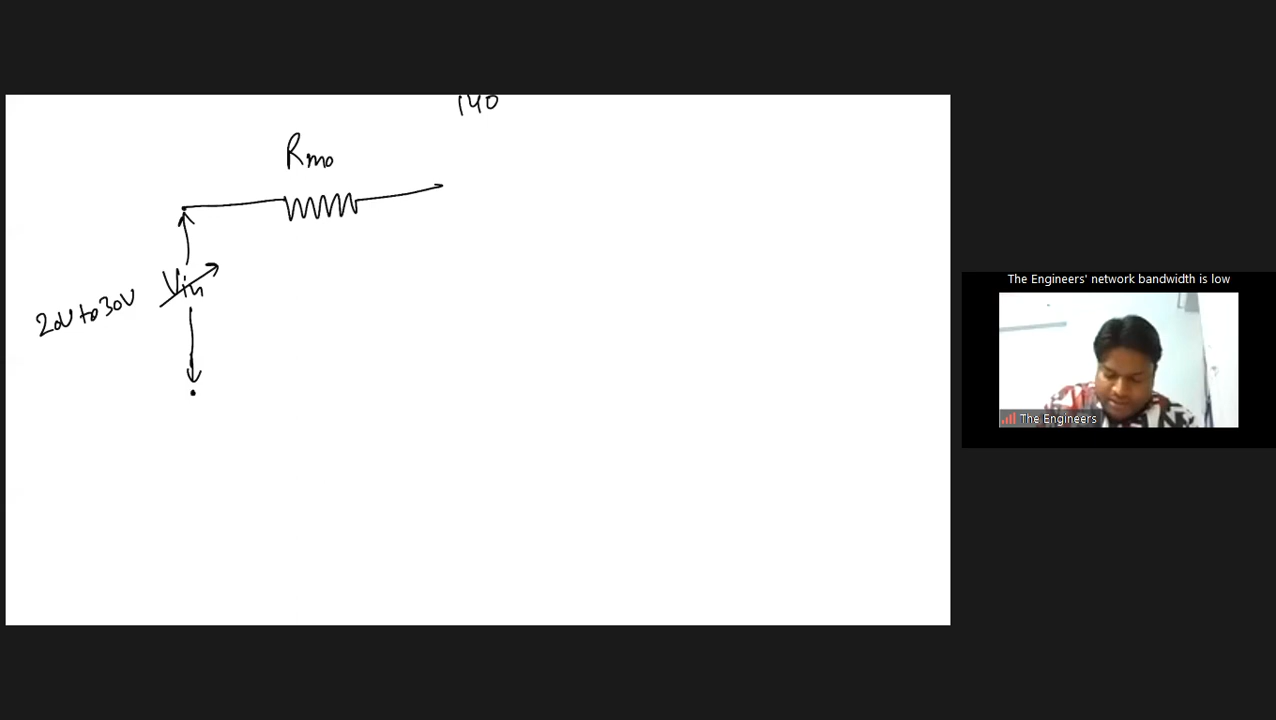 140
Rmo
Vin
20V to 30V
The Engineers' network bandwidth is low
The Engineers